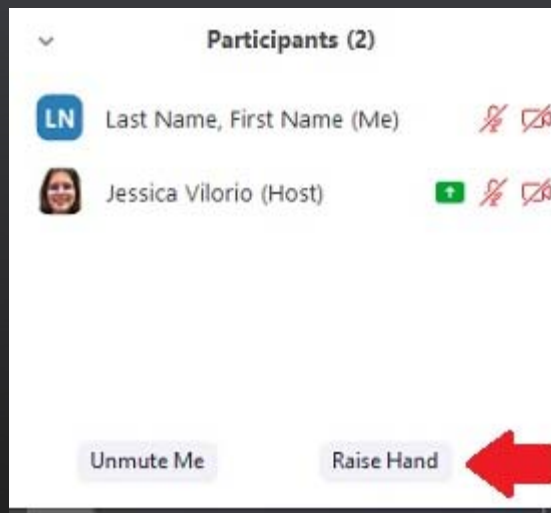 Participants (2)
LN Last Name, First Name (Me)
Jessica Vilorio (Host)
Unmute Me Raise Hand